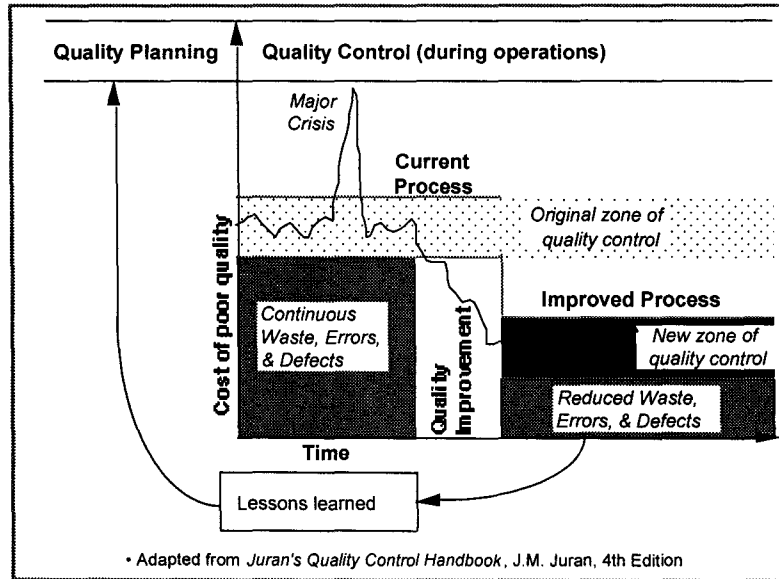 Quality Planning
Quality Control (during operations)
Major
Crisis
Current
Process
Original zone of
quality control
Cost of poor quality
Continuous
Waste, Errors,
& Defects
Quality
Improvement
Improved Process
New zone of
quality control
Reduced Waste,
Errors, & Defects
Time
Lessons learned
• Adapted from Juran's Quality Control Handbook, J.M. Juran, 4th Edition